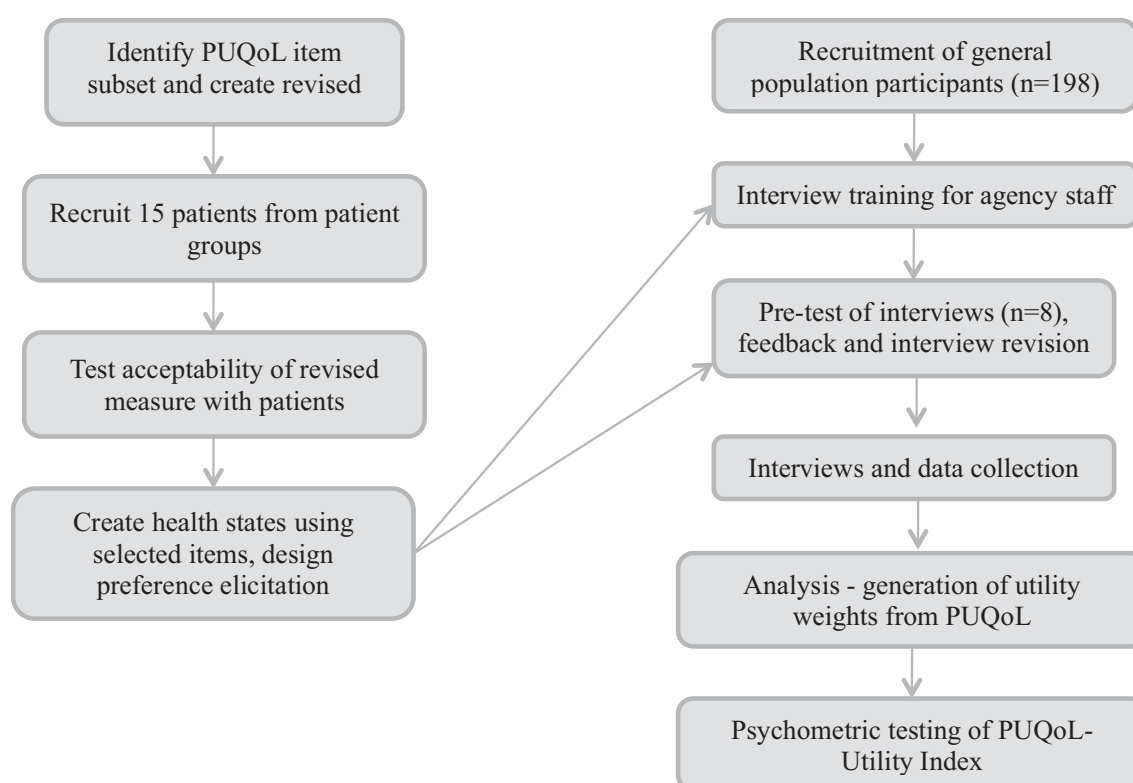 Identify PUQoL item
subset and create revised
Recruit 15 patients from patient
groups
Test acceptability of revised
measure with patients
Create health states using
selected items, design
preference elicitation
Recruitment of general
population participants (n=198)
Interview training for agency staff
Pre-test of interviews (n=8),
feedback and interview revision
Interviews and data collection
Analysis - generation of utility
weights from PUQoL
Psychometric testing of PUQoL-
Utility Index